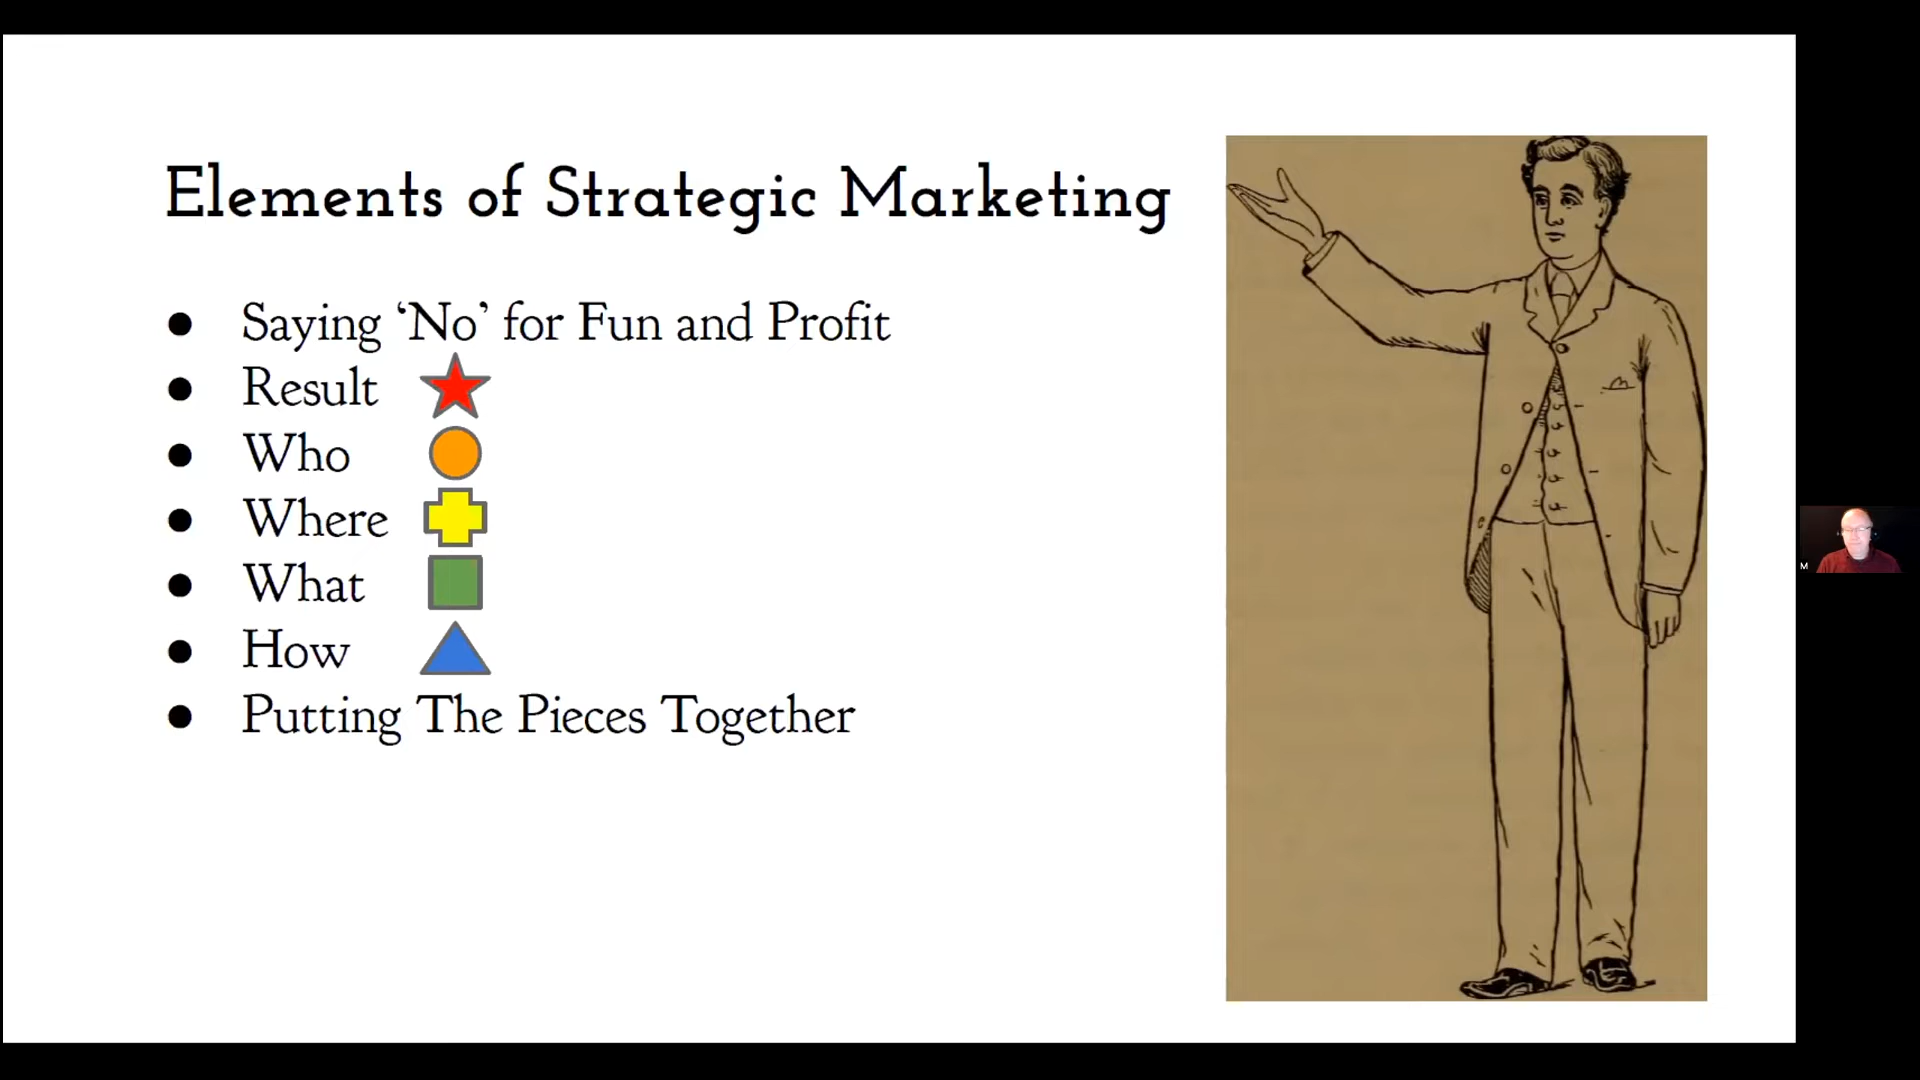 Elements of Strategic Marketing
● Saying ‘No’ for Fun and Profit
● Result
● Who
● Where
● What
● How
● Putting The Pieces Together
M